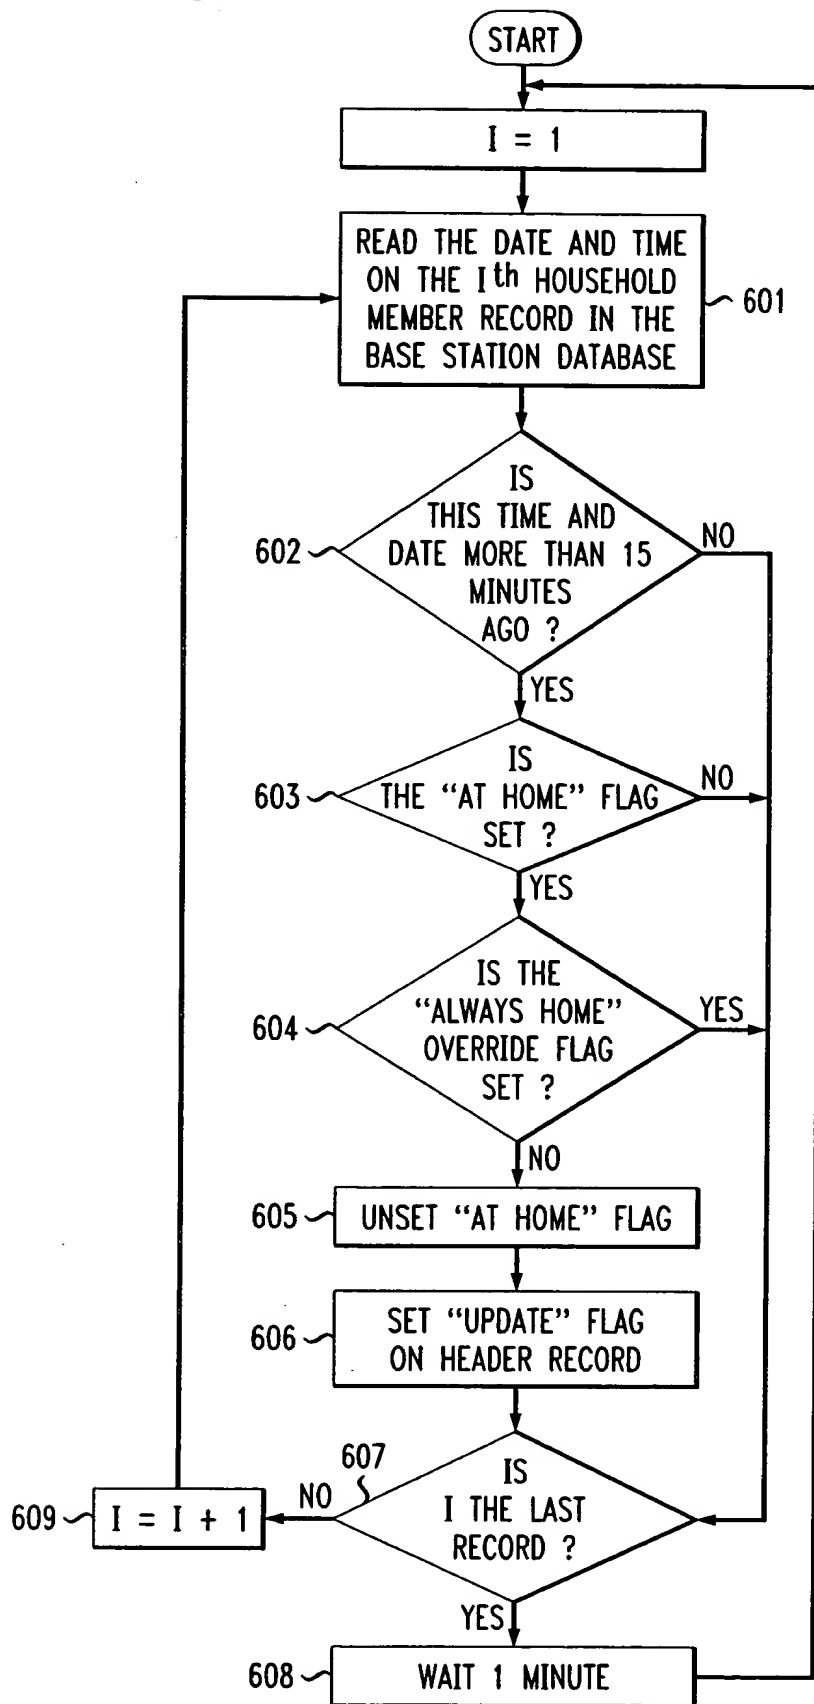 START
I = 1
READ THE DATE AND TIME
ON THE Ith HOUSEHOLD
MEMBER RECORD IN THE
BASE STATION DATABASE
601
IS
THIS TIME AND
DATE MORE THAN 15
MINUTES
AGO ?
602
NO
YES
IS
THE “AT HOME” FLAG
SET ?
603
NO
YES
IS THE
“ALWAYS HOME”
OVERRIDE FLAG
SET ?
604
YES
NO
605
UNSET “AT HOME” FLAG
606
SET “UPDATE” FLAG
ON HEADER RECORD
607
IS
I THE LAST
RECORD ?
NO
609
I = I + 1
YES
608
WAIT 1 MINUTE